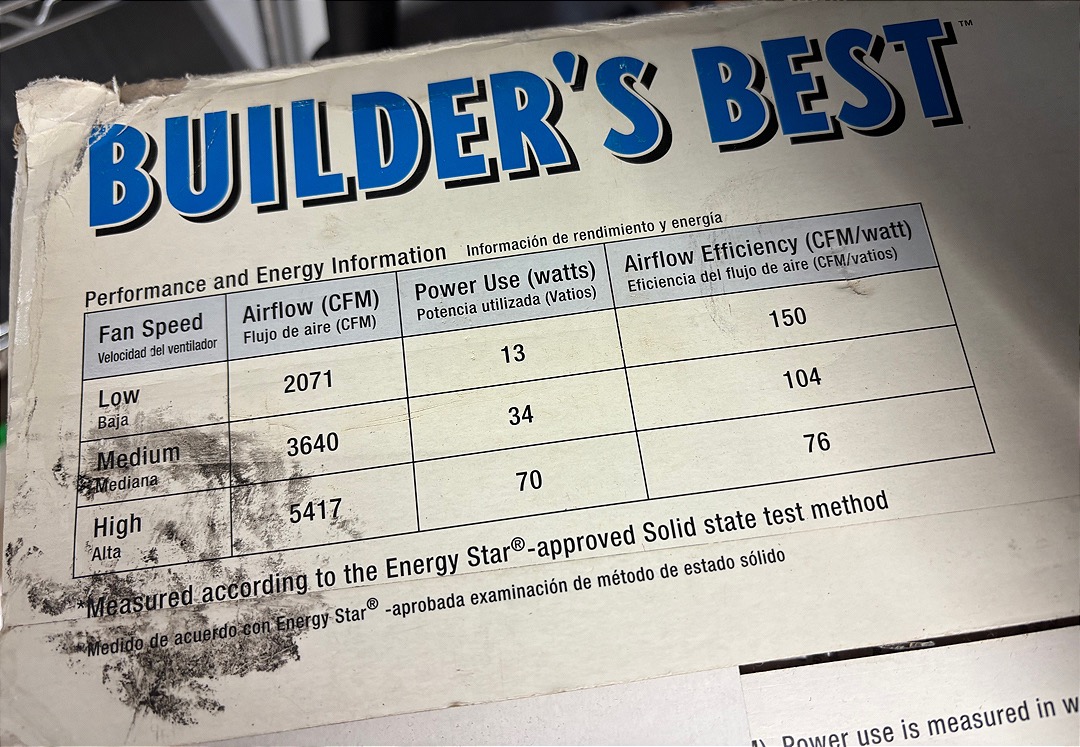 BUILDER'S BEST™
Performance and Energy Information Información de rendimiento y energía
Fan Speed Airflow (CFM) Power Use (watts) Airflow Efficiency (CFM/watt)
Velocidad del ventilador Flujo de aire (CFM) Potencia utilizada (Vatios) Eficiencia del flujo de aire (CFM/vatios)
Low 2071 13 150
Baja
Medium 3640 34 104
Mediana
High 5417 70 76
Alta
*Measured according to the Energy Star®-approved Solid state test method
*Medido de acuerdo con Energy Star® -aprobada examinación de método de estado sólido
Power use is measured in w